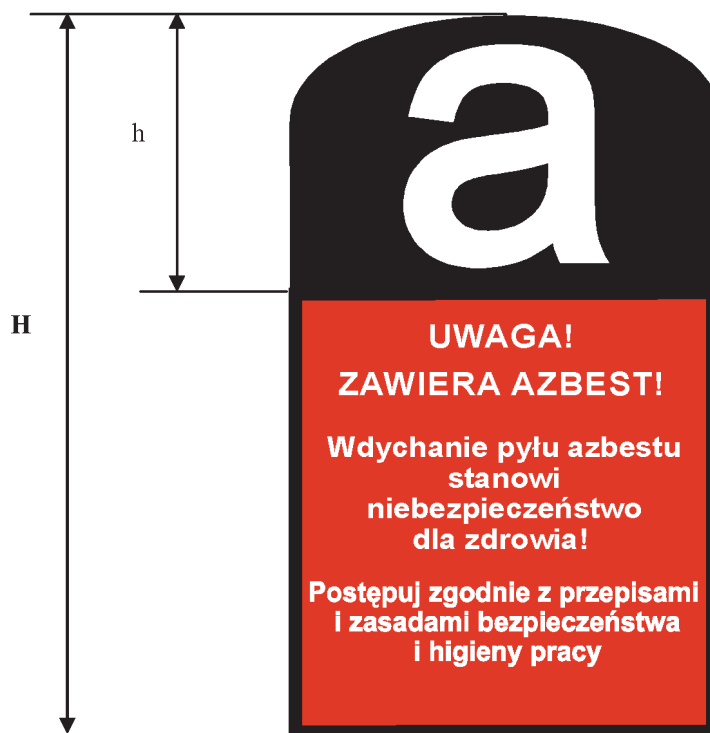 h
a
H
UWAGA!
ZAWIERA AZBEST!
Wdychanie pyłu azbestu
stanowi
niebezpieczeństwo
dla zdrowia!
Postępuj zgodnie z przepisami
i zasadami bezpieczeństwa
i higieny pracy